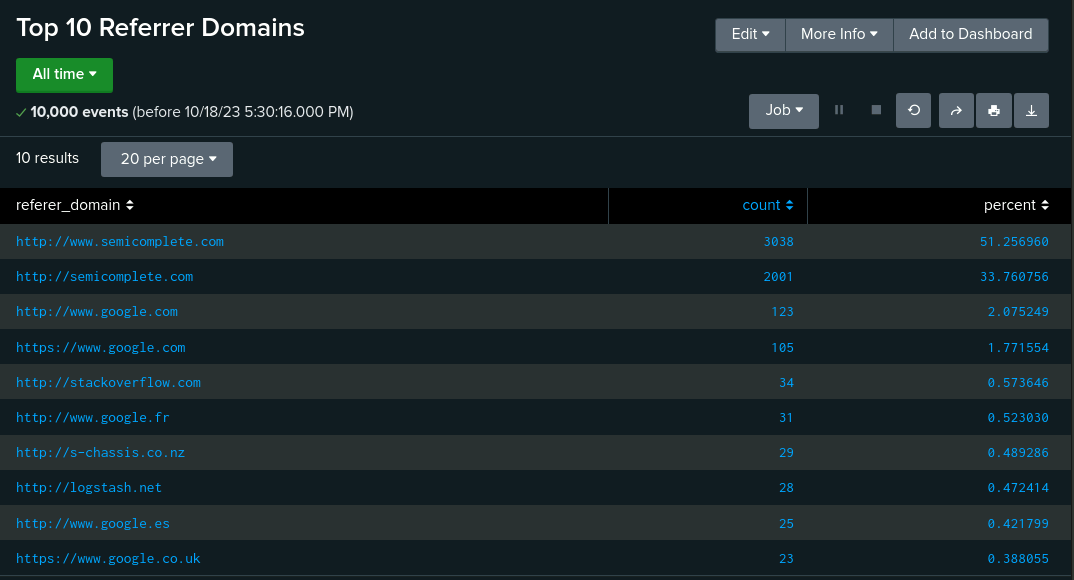 Top 10 Referrer Domains
Edit More Info Add to Dashboard
All time
10,000 events (before 10/18/23 5:30:16.000 PM)
Job
10 results 20 per page
referer_domain count percent
http://www.semicomplete.com 3038 51.256960
http://semicomplete.com 2001 33.760756
http://www.google.com 123 2.075249
https://www.google.com 105 1.771554
http://stackoverflow.com 34 0.573646
http://www.google.fr 31 0.523030
http://s-chassis.co.nz 29 0.489286
http://logstash.net 28 0.472414
http://www.google.es 25 0.421799
https://www.google.co.uk 23 0.388055